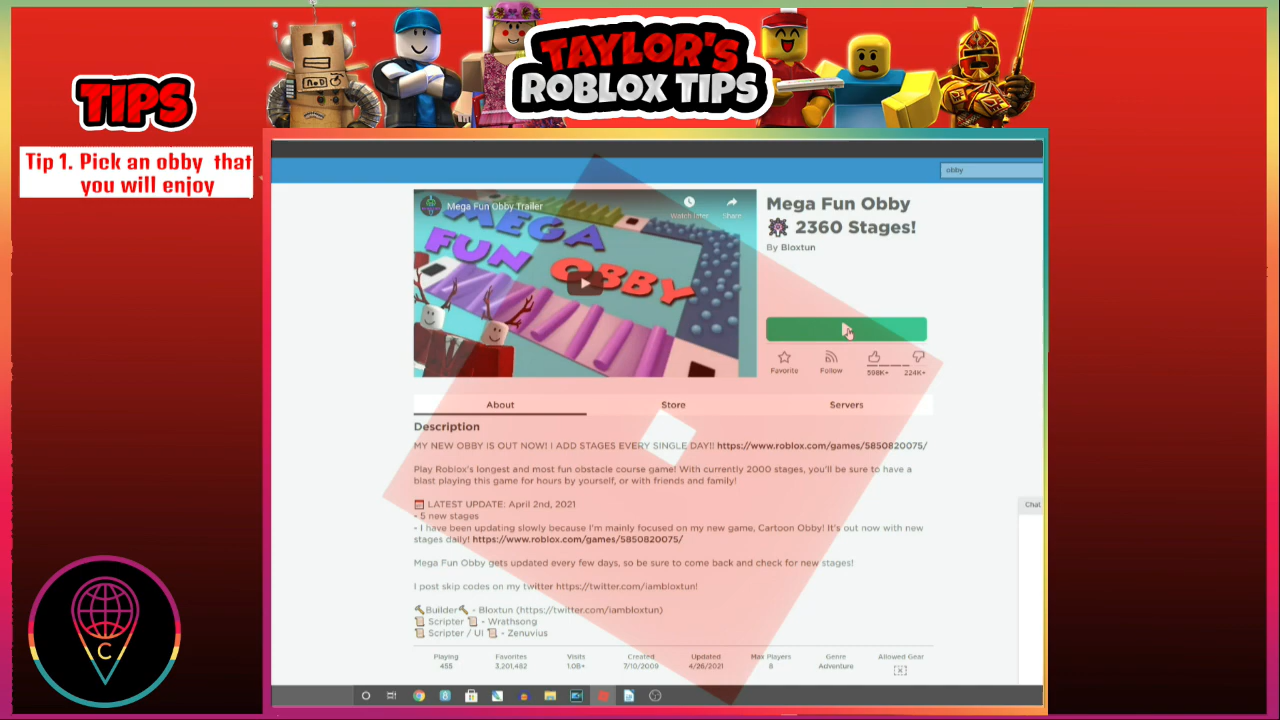 TAYLOR'S
ROBLOX TIPS
TIPS
Tip 1. Pick an obby that
you will enjoy
obby
Mega Fun Obby Trailer
Watch later
Share
MEGA
FUN OBBY
Mega Fun Obby
2360 Stages!
By Bloxtun
Favorite
Follow
598K+
224K+
About
Store
Servers
Description
MY NEW OBBY IS OUT NOW! I ADD STAGES EVERY SINGLE DAY!! https://www.roblox.com/games/5850820075/
Play Roblox's longest and most fun obstacle course game! With currently 2000 stages, you'll be sure to have a
blast playing this game for hours by yourself, or with friends and family!
LATEST UPDATE: April 2nd, 2021
- 5 new stages
- I have been updating slowly because I'm mainly focused on my new game, Cartoon Obby! It's out now with new
stages daily! https://www.roblox.com/games/5850820075/
Mega Fun Obby gets updated every few days, so be sure to come back and check for new stages!
I post skip codes on my twitter https://twitter.com/iambloxtun!
Builder - Bloxtun (https://twitter.com/iambloxtun)
Scripter - Wrathsong
Scripter / UI - Zenuvius
Playing Favorites Visits Created Updated Max Players Genre Allowed Gear
455 3,201,482 1.0B+ 7/10/2009 4/26/2021 8 Adventure
Chat
C